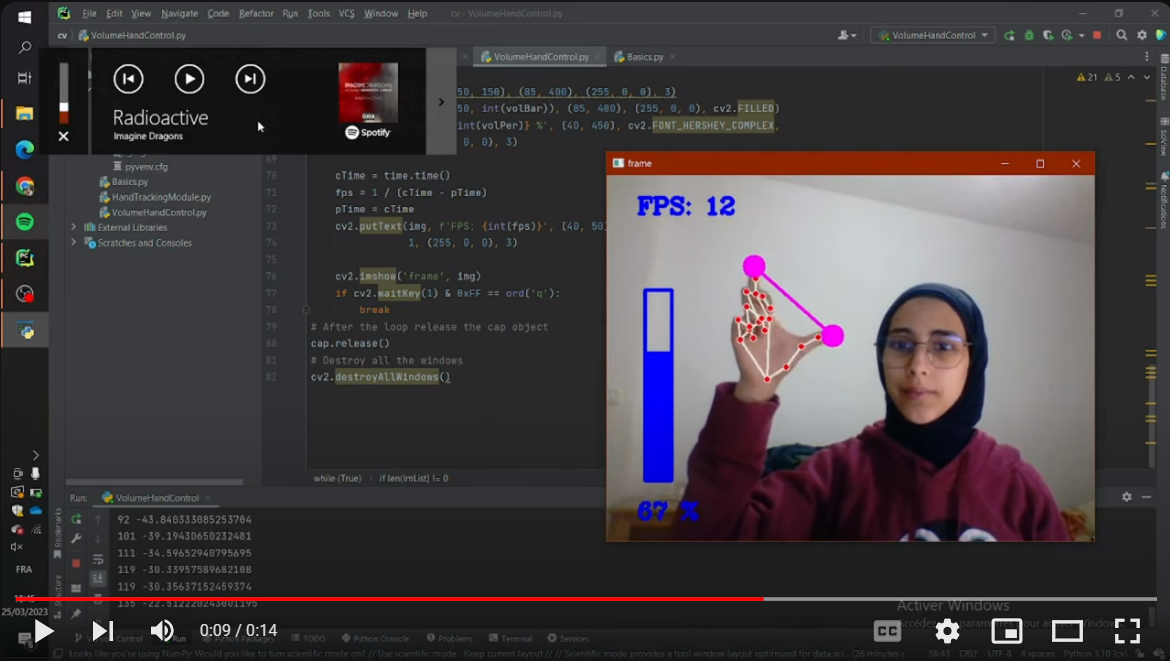 File Edit View Navigate Code Refactor Run Tools VCS Window Help cv - VolumeHandControl.py
cv VolumeHandControl.py
VolumeHandControl
VolumeHandControl.py
Basics.py
21 5
Radioactive
Imagine Dragons
Spotify
50, 150), (85, 400), (255, 0, 0), 3)
50, int(volBar)), (85, 400), (255, 0, 0), cv2.FILLED)
int(volPer)} %', (40, 450), cv2.FONT_HERSHEY_COMPLEX,
0, 0), 3)
pyvenv.cfg
Basics.py
HandTrackingModule.py
VolumeHandControl.py
External Libraries
Scratches and Consoles
69
70 cTime = time.time()
71 fps = 1 / (cTime - pTime)
72 pTime = cTime
73 cv2.putText(img, f'FPS: {int(fps)}', (40, 50)
74 1, (255, 0, 0), 3)
75
76 cv2.imshow('frame', img)
77 if cv2.waitKey(1) & 0xFF == ord('q'):
78 break
79 # After the loop release the cap object
80 cap.release()
81 # Destroy all the windows
82 cv2.destroyAllWindows()
frame
FPS: 12
67 %
Database
SciView
Notifications
while (True) if len(lmList) != 0
Run: VolumeHandControl
92 -43.840333085253704
101 -39.19430650232481
111 -34.59652940795695
119 -30.33957589682108
119 -30.35637152459374
135 -22.512220243001195
Bookmarks
Structure
FRA
25/03/2023
Activer Windows
0:09 / 0:14
CC
Run Python Packages TODO Python Console Problems Terminal Services
Looks like you're using NumPy: Would you like to turn scientific mode on? // Use scientific mode Keep current layout // // Scientific mode provides a tool window layout optimized for data sci... (26 minutes a
56:43 CRLF UTF-8 4 spaces Python 3.10 (cv)